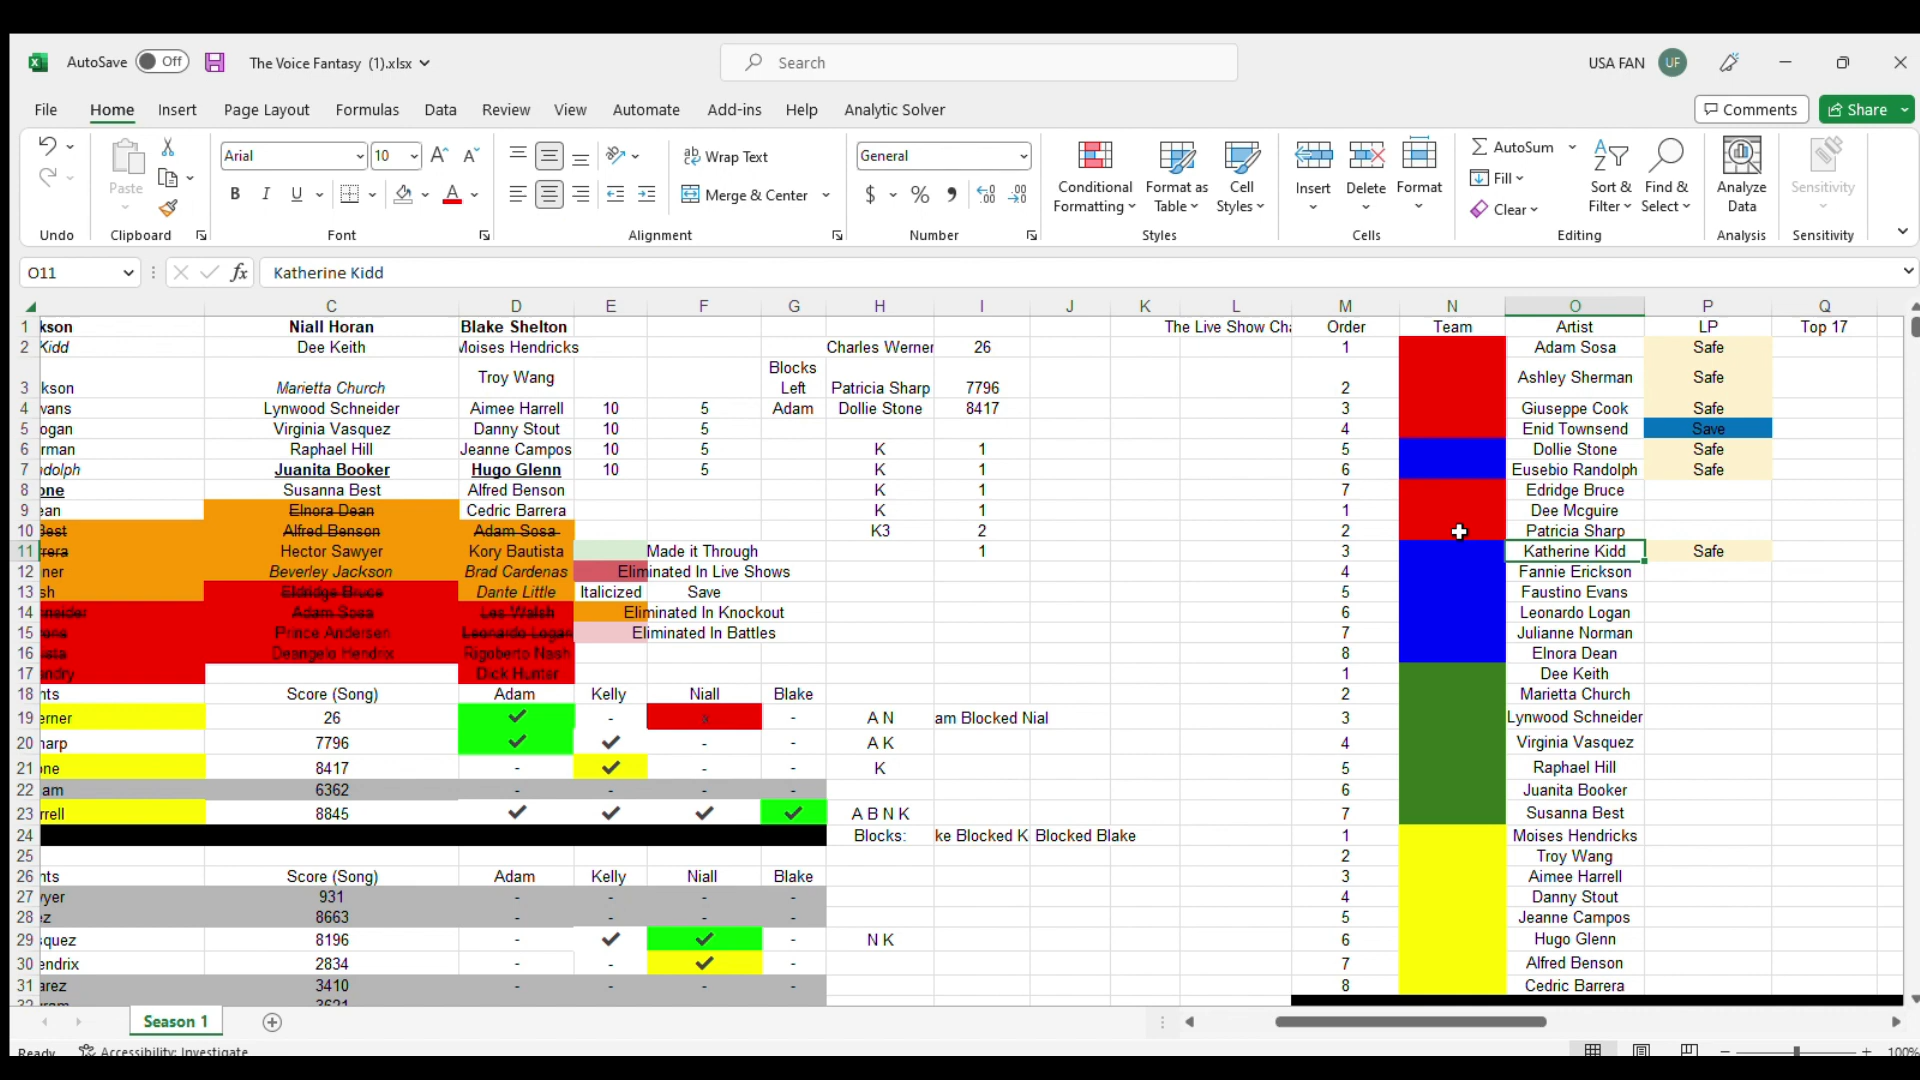 AutoSave Off The Voice Fantasy (1).xlsx Search USA FAN UF
File Home Insert Page Layout Formulas Data Review View Automate Add-ins Help Analytic Solver Comments Share
Arial 10 Wrap Text General AutoSum
Paste Merge & Center Conditional Formatting Format as Table Cell Styles Insert Delete Format Fill Clear Sort & Filter Find & Select Analyze Data Sensitivity
Undo Clipboard Font Alignment Number Styles Cells Editing Analysis Sensitivity
O11 fx Katherine Kidd
C D E F G H I J K L M N O P Q
1 kson Niall Horan Blake Shelton The Live Show Cha Order Team Artist LP Top 17
2 Kidd Dee Keith Moises Hendricks Charles Werner 26 1 Adam Sosa Safe
3 kson Marietta Church Troy Wang Blocks Left Patricia Sharp 7796 2 Ashley Sherman Safe
4 vans Lynwood Schneider Aimee Harrell 10 5 Adam Dollie Stone 8417 3 Giuseppe Cook Safe
5 ogan Virginia Vasquez Danny Stout 10 5 4 Enid Townsend Save
6 rman Raphael Hill Jeanne Campos 10 5 K 1 5 Dollie Stone Safe
7 ndolph Juanita Booker Hugo Glenn 10 5 K 1 6 Eusebio Randolph Safe
8 one Susanna Best Alfred Benson K 1 7 Edridge Bruce
9 ean Elnora Dean Cedric Barrera K 1 1 Dee Mcguire
10 Best Alfred Benson Adam Sosa K3 2 2 Patricia Sharp
11 rera Hector Sawyer Kory Bautista Made it Through 1 3 Katherine Kidd Safe
12 ner Beverley Jackson Brad Cardenas Eliminated In Live Shows 4 Fannie Erickson
13 sh Eldridge Bruce Dante Little Italicized Save 5 Faustino Evans
14 hneider Adam Sosa Les Walsh Eliminated In Knockout 6 Leonardo Logan
15 Prince Andersen Leonardo Logan Eliminated In Battles 7 Julianne Norman
16 ista Deangelo Hendrix Rigoberto Nash 8 Elnora Dean
17 ndry Dick Hunter 1 Dee Keith
18 nts Score (Song) Adam Kelly Niall Blake 2 Marietta Church
19 erner 26 ✓ - x - A N am Blocked Nial 3 Lynwood Schneider
20 harp 7796 ✓ ✓ - - A K 4 Virginia Vasquez
21 one 8417 - ✓ - - K 5 Raphael Hill
22 am 6362 - - - - 6 Juanita Booker
23 rrell 8845 ✓ ✓ ✓ ✓ A B N K 7 Susanna Best
24 Blocks: ke Blocked K Blocked Blake 1 Moises Hendricks
25 2 Troy Wang
26 nts Score (Song) Adam Kelly Niall Blake 3 Aimee Harrell
27 wyer 931 - - - - 4 Danny Stout
28 ez 8663 - - - - 5 Jeanne Campos
29 squez 8196 - ✓ ✓ - N K 6 Hugo Glenn
30 endrix 2834 - - ✓ - 7 Alfred Benson
31 arez 3410 - - - - 8 Cedric Barrera
32 gram 3621
Season 1
Ready Accessibility: Investigate 100%